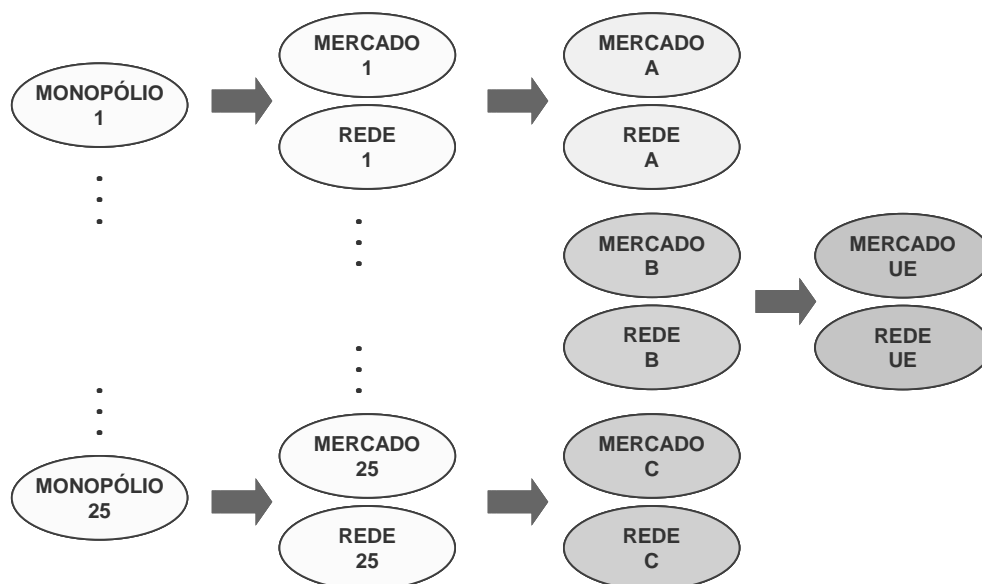 MONOPÓLIO
1
MERCADO
1
REDE
1
MERCADO
A
REDE
A
MERCADO
B
REDE
B
MERCADO
UE
REDE
UE
MONOPÓLIO
25
MERCADO
25
REDE
25
MERCADO
C
REDE
C